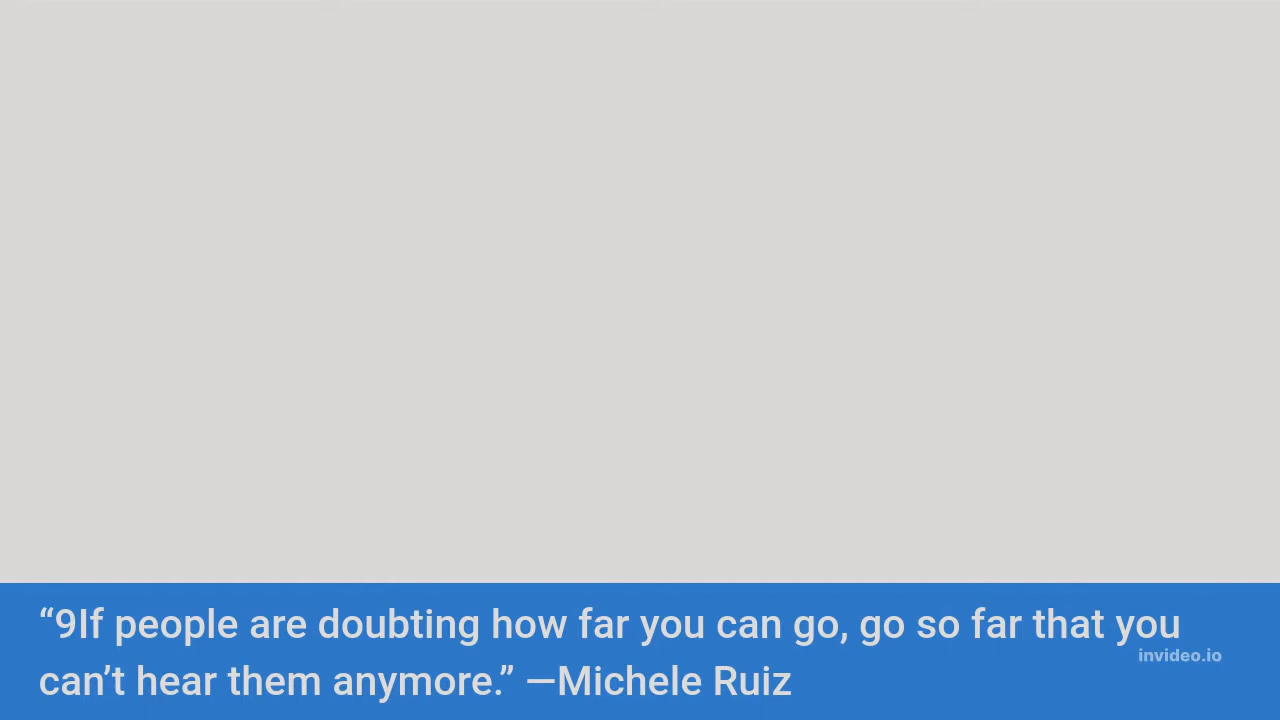 “9If people are doubting how far you can go, go so far that you
can’t hear them anymore.” —Michele Ruiz
invideo.io